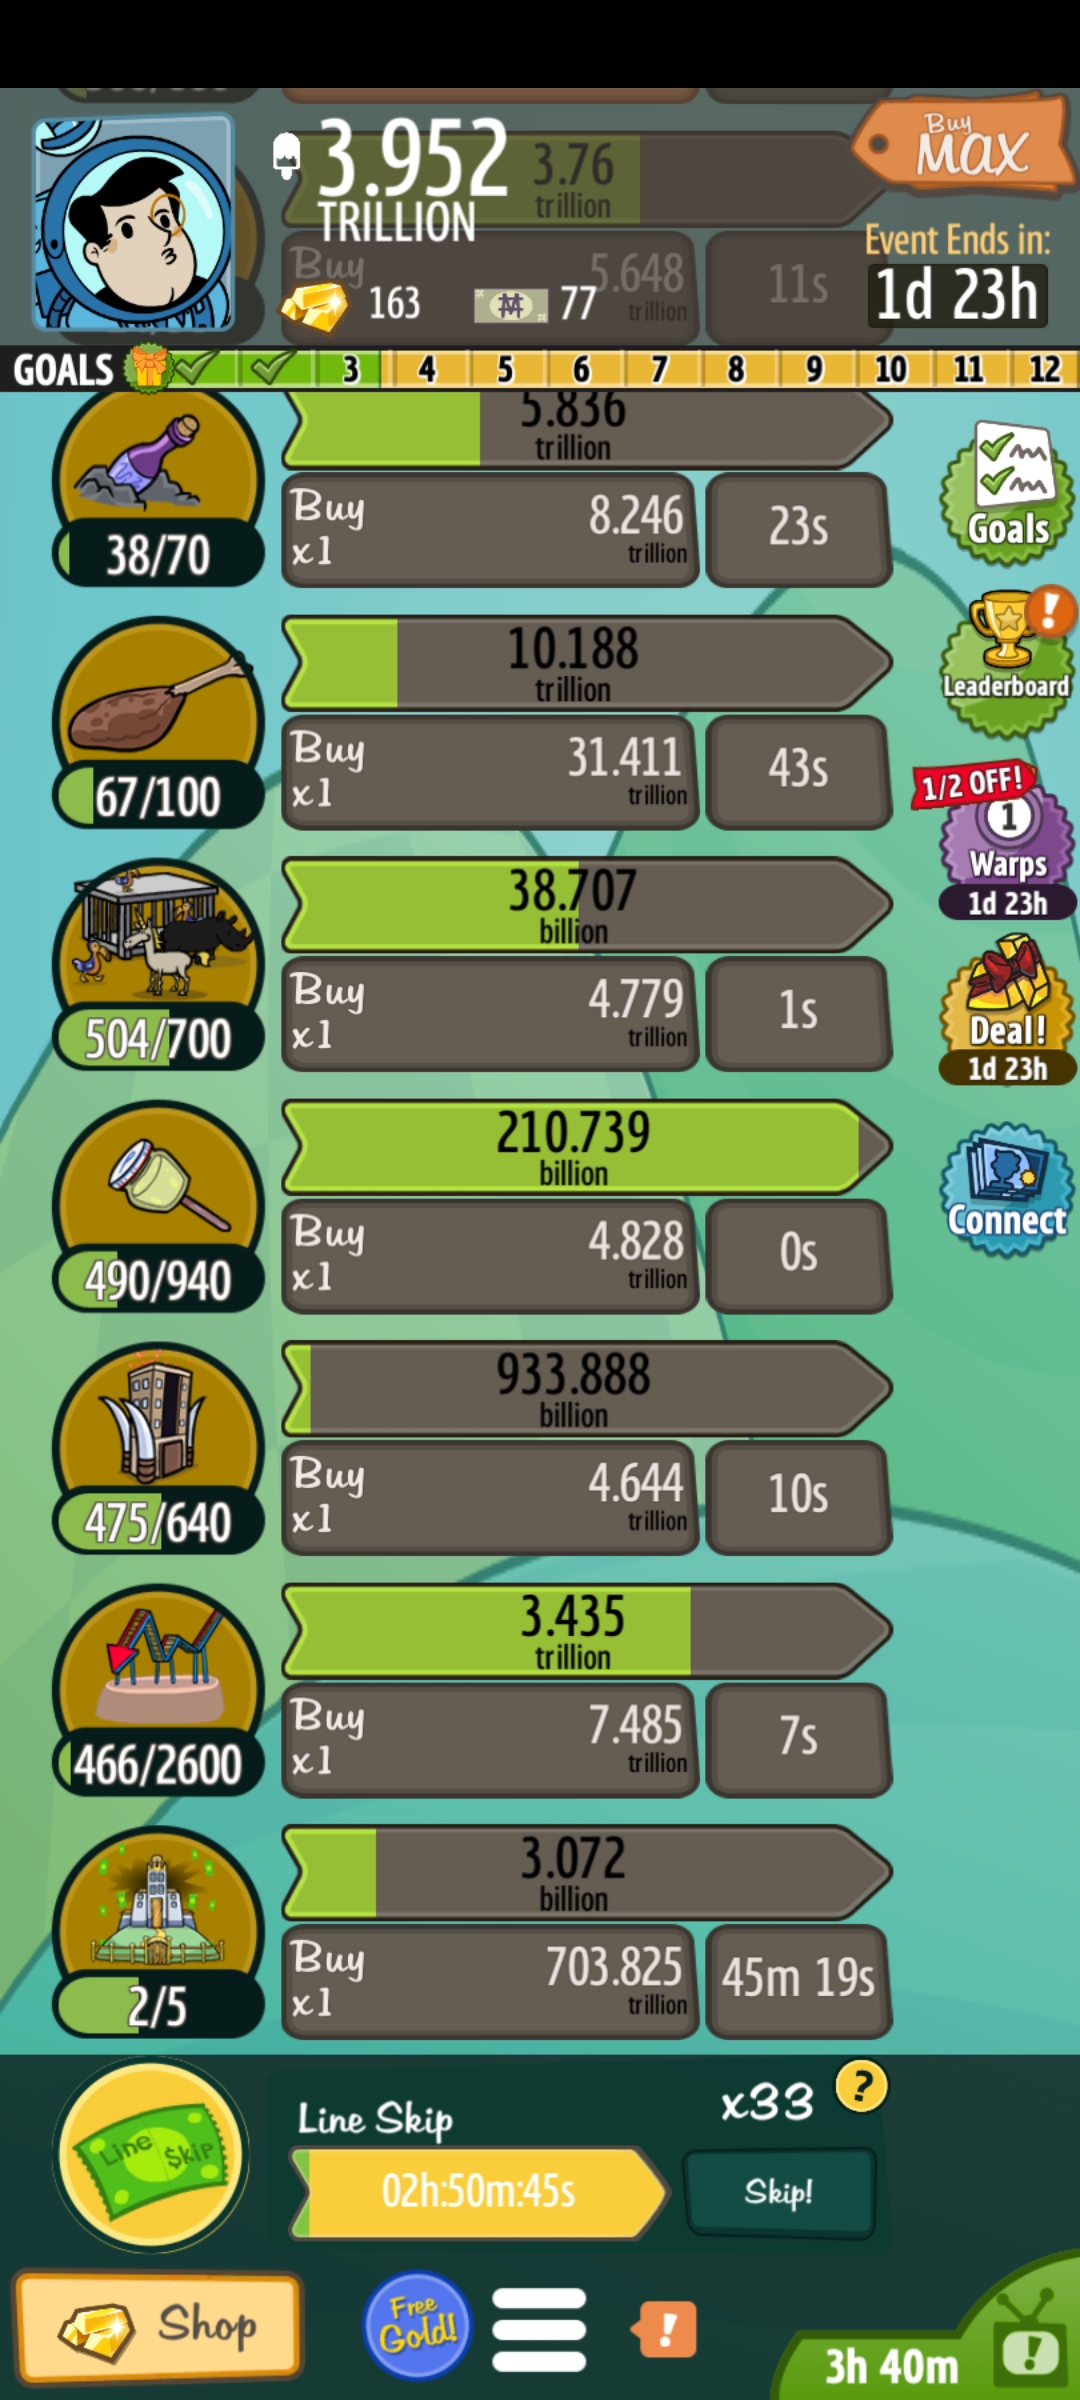 3.952
TRILLION
3.76
trillion
Buy
MAX
Buy
5.648
trillion
11s
163
77
Event Ends in:
1d 23h
GOALS
3
4
5
6
7
8
9
10
11
12
5.836
trillion
38/70
Buy
x1
8.246
trillion
23s
Goals
10.188
trillion
67/100
Buy
x1
31.411
trillion
43s
Leaderboard
1/2 OFF!
1
Warps
1d 23h
38.707
billion
504/700
Buy
x1
4.779
trillion
1s
Deal!
1d 23h
210.739
billion
490/940
Buy
x1
4.828
trillion
0s
Connect
933.888
billion
475/640
Buy
x1
4.644
trillion
10s
3.435
trillion
466/2600
Buy
x1
7.485
trillion
7s
3.072
billion
2/5
Buy
x1
703.825
trillion
45m 19s
Line $kip
Line Skip
x33
?
02h:50m:45s
Skip!
Shop
Free
Gold!
!
3h 40m